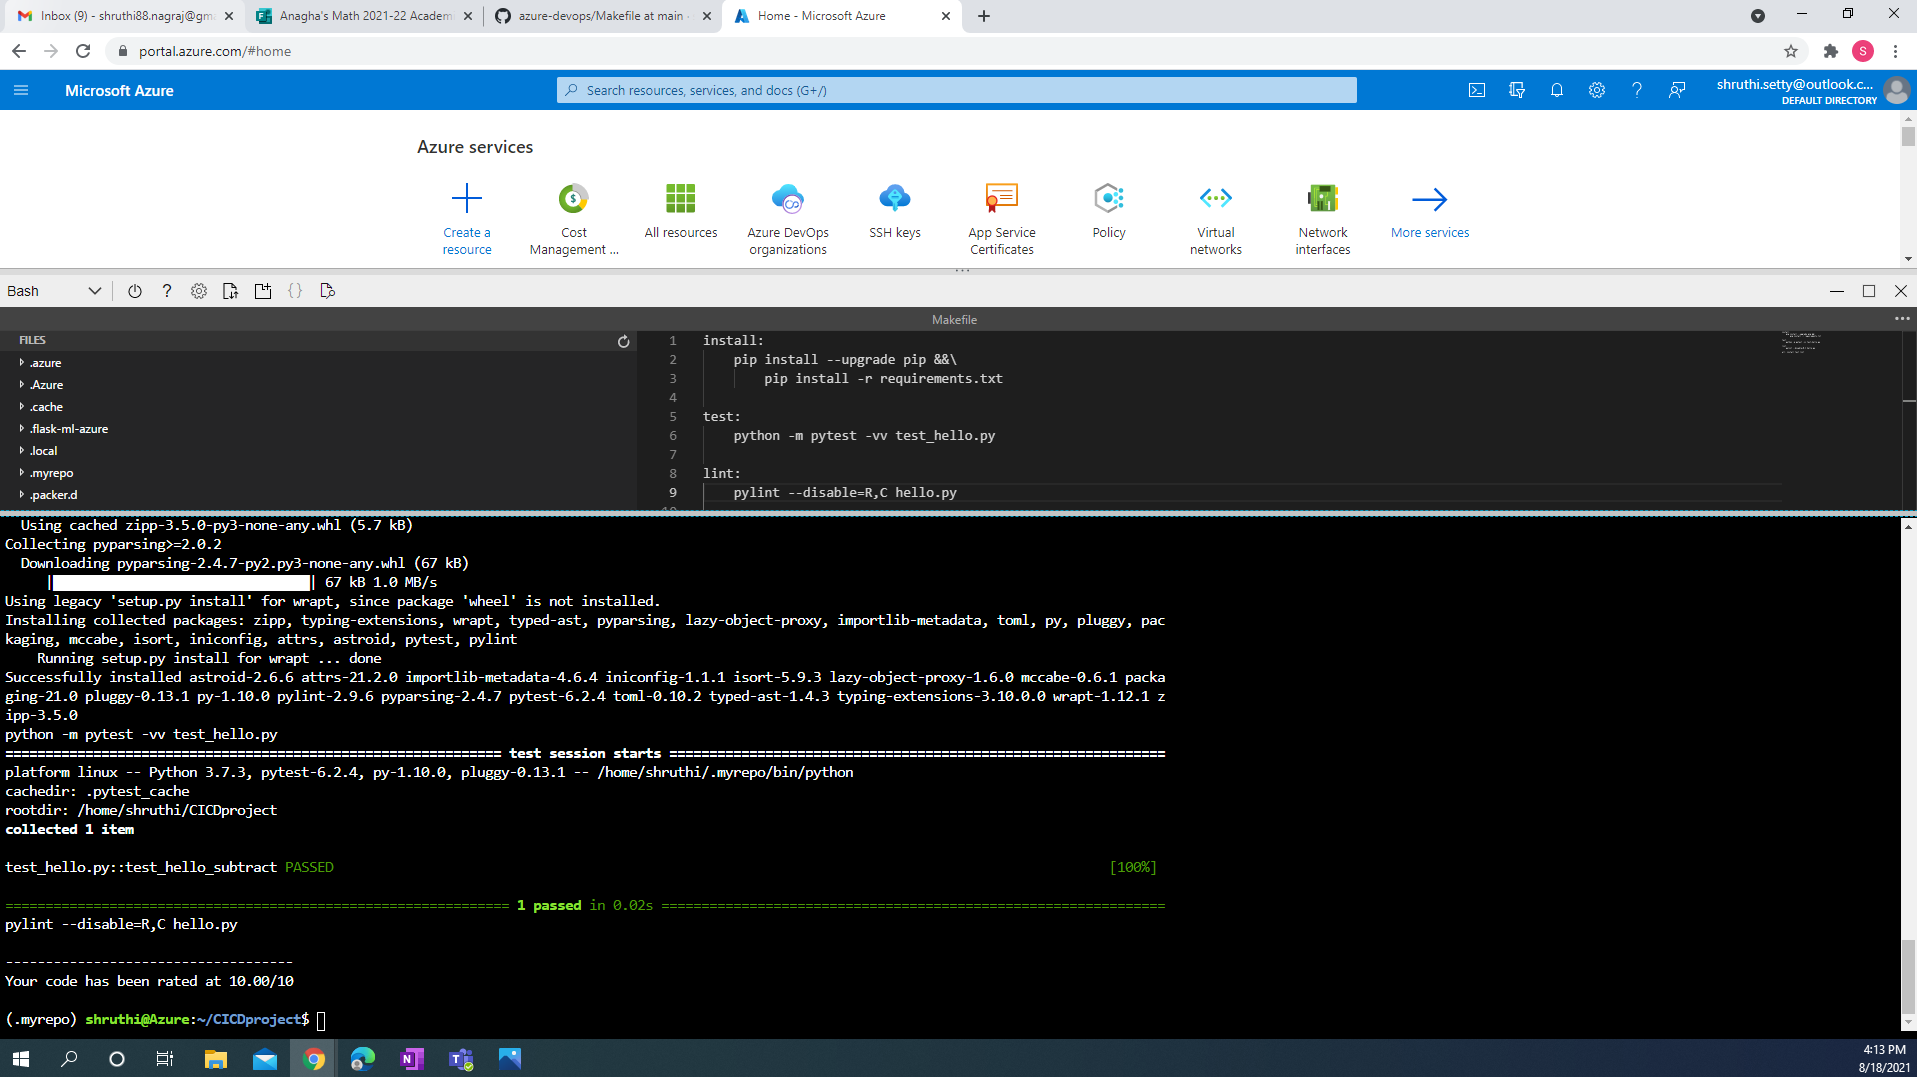 Inbox (9) - shruthi88.nagraj@gm
Anagha's Math 2021-22 Academ
azure-devops/Makefile at main ·
Home - Microsoft Azure
portal.azure.com/#home
S
Microsoft Azure
Search resources, services, and docs (G+/)
shruthi.setty@outlook.c...
DEFAULT DIRECTORY
Azure services
Create a resource
Cost Management ...
All resources
Azure DevOps organizations
SSH keys
App Service Certificates
Policy
Virtual networks
Network interfaces
More services
Bash
Makefile
FILES
.azure
.Azure
.cache
.flask-ml-azure
.local
.myrepo
.packer.d
1 install:
2 pip install --upgrade pip &&\
3 pip install -r requirements.txt
4
5 test:
6 python -m pytest -vv test_hello.py
7
8 lint:
9 pylint --disable=R,C hello.py
Using cached zipp-3.5.0-py3-none-any.whl (5.7 kB)
Collecting pyparsing>=2.0.2
Downloading pyparsing-2.4.7-py2.py3-none-any.whl (67 kB)
| | 67 kB 1.0 MB/s
Using legacy 'setup.py install' for wrapt, since package 'wheel' is not installed.
Installing collected packages: zipp, typing-extensions, wrapt, typed-ast, pyparsing, lazy-object-proxy, importlib-metadata, toml, py, pluggy, pac
kaging, mccabe, isort, iniconfig, attrs, astroid, pytest, pylint
Running setup.py install for wrapt ... done
Successfully installed astroid-2.6.6 attrs-21.2.0 importlib-metadata-4.6.4 iniconfig-1.1.1 isort-5.9.3 lazy-object-proxy-1.6.0 mccabe-0.6.1 packa
ging-21.0 pluggy-0.13.1 py-1.10.0 pylint-2.9.6 pyparsing-2.4.7 pytest-6.2.4 toml-0.10.2 typed-ast-1.4.3 typing-extensions-3.10.0.0 wrapt-1.12.1 z
ipp-3.5.0
python -m pytest -vv test_hello.py
============================================================== test session starts ==============================================================
platform linux -- Python 3.7.3, pytest-6.2.4, py-1.10.0, pluggy-0.13.1 -- /home/shruthi/.myrepo/bin/python
cachedir: .pytest_cache
rootdir: /home/shruthi/CICDproject
collected 1 item
test_hello.py::test_hello_subtract PASSED [100%]
=============================================================== 1 passed in 0.02s ===============================================================
pylint --disable=R,C hello.py
------------------------------------
Your code has been rated at 10.00/10
(.myrepo) shruthi@Azure:~/CICDproject$
4:13 PM
8/18/2021